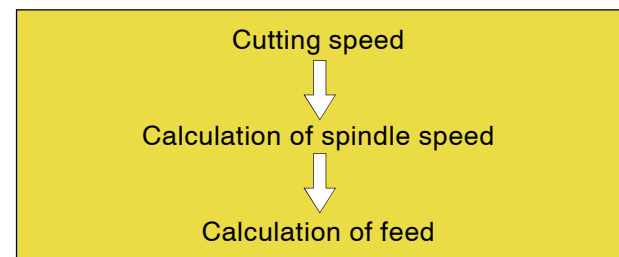 Cutting speed
Calculation of spindle speed
Calculation of feed